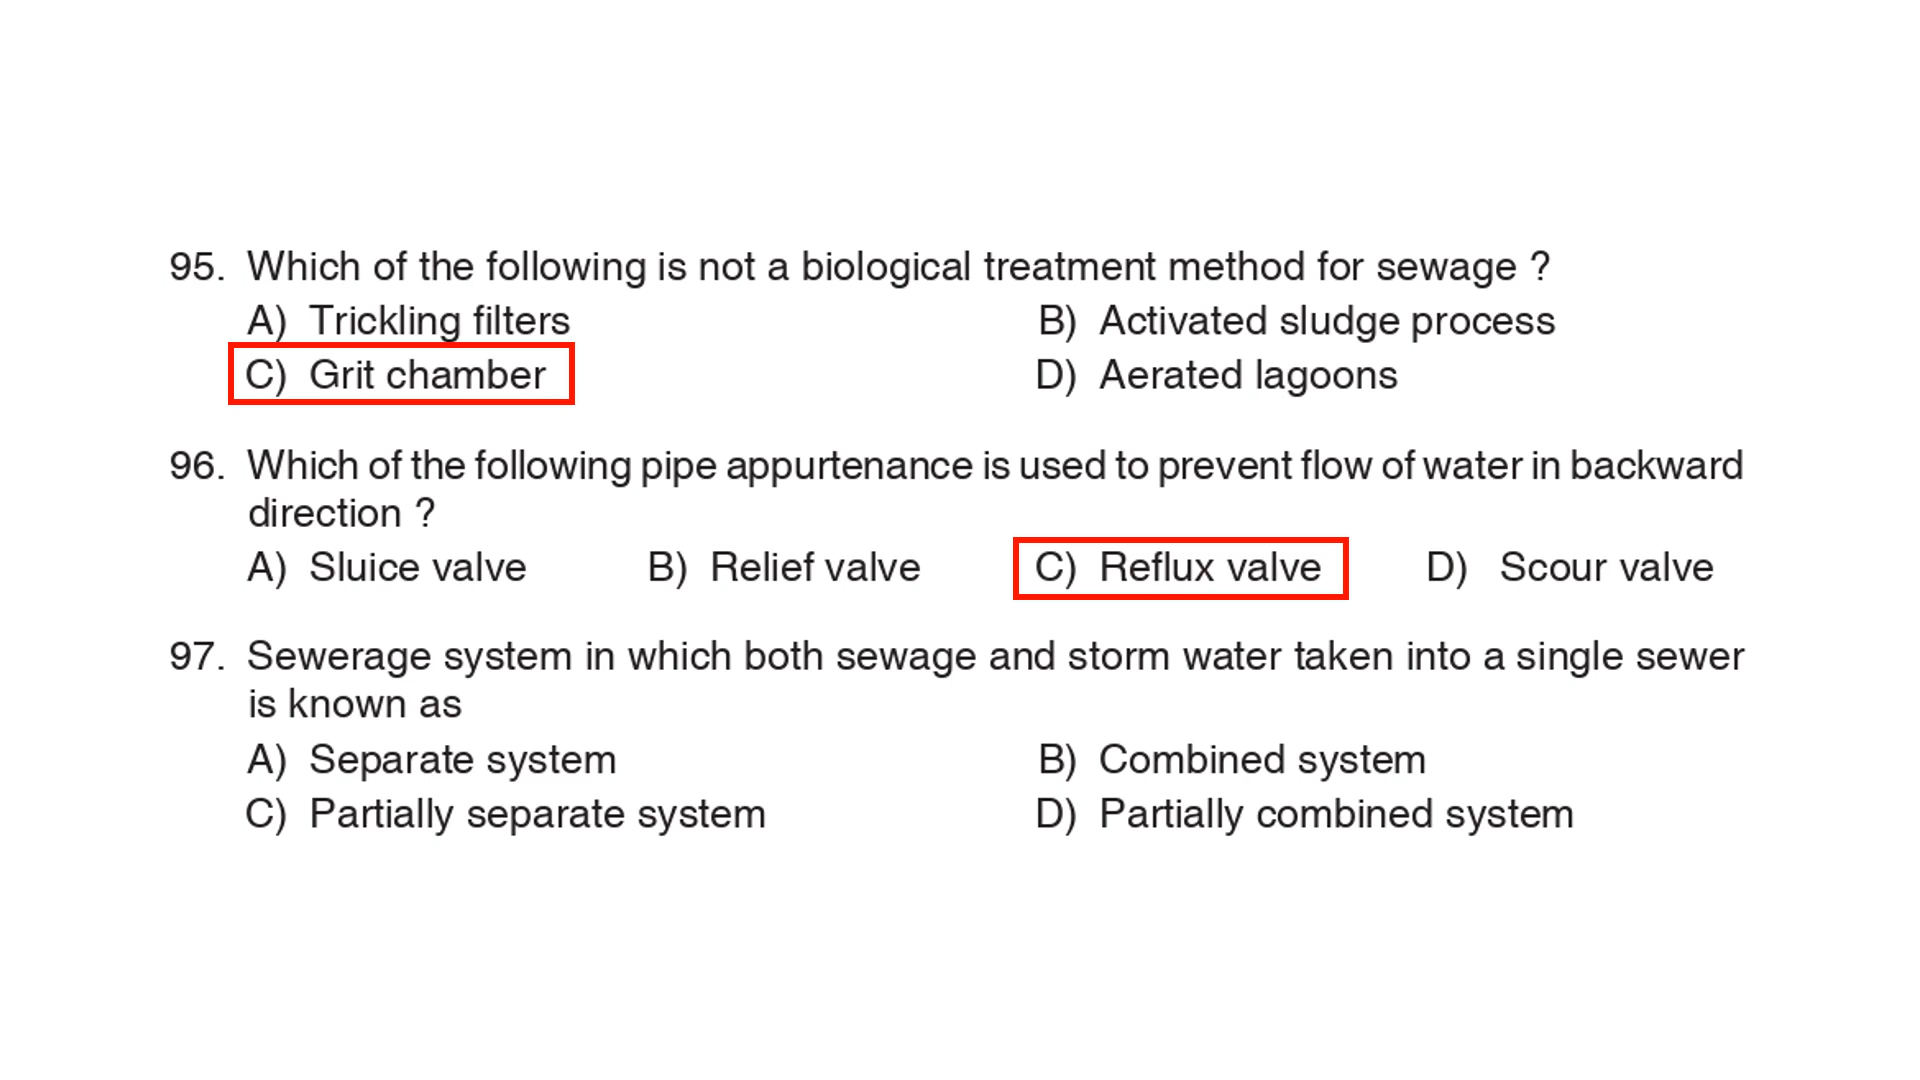 95. Which of the following is not a biological treatment method for sewage ?
A) Trickling filters B) Activated sludge process
C) Grit chamber D) Aerated lagoons
96. Which of the following pipe appurtenance is used to prevent flow of water in backward
direction ?
A) Sluice valve B) Relief valve C) Reflux valve D) Scour valve
97. Sewerage system in which both sewage and storm water taken into a single sewer
is known as
A) Separate system B) Combined system
C) Partially separate system D) Partially combined system